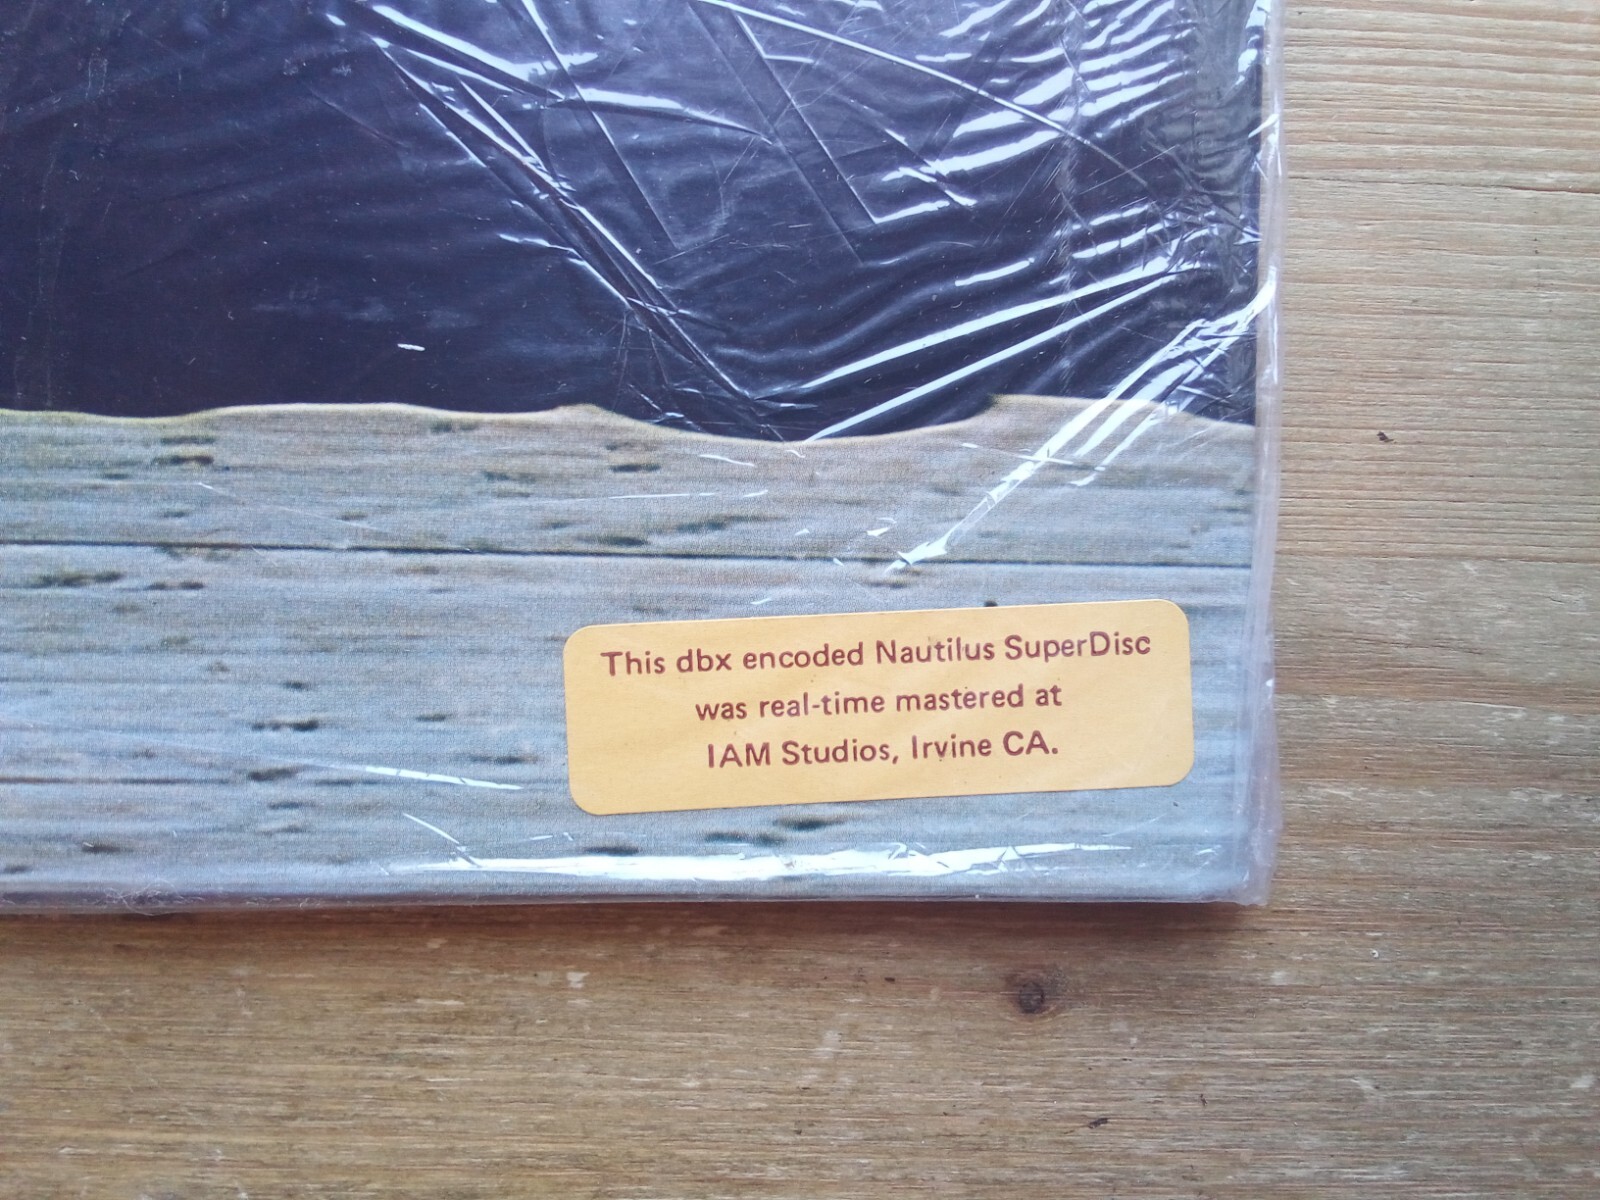 This dbx encoded Nautilus SuperDisc
was real-time mastered at
IAM Studios, Irvine CA.